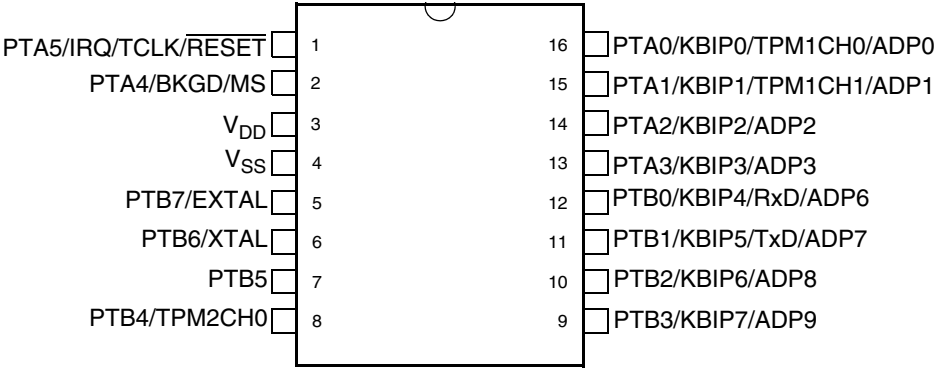 PTA5/IRQ/TCLK/RESET 1 16 PTA0/KBIP0/TPM1CH0/ADP0
PTA4/BKGD/MS 2 15 PTA1/KBIP1/TPM1CH1/ADP1
VDD 3 14 PTA2/KBIP2/ADP2
VSS 4 13 PTA3/KBIP3/ADP3
PTB7/EXTAL 5 12 PTB0/KBIP4/RxD/ADP6
PTB6/XTAL 6 11 PTB1/KBIP5/TxD/ADP7
PTB5 7 10 PTB2/KBIP6/ADP8
PTB4/TPM2CH0 8 9 PTB3/KBIP7/ADP9